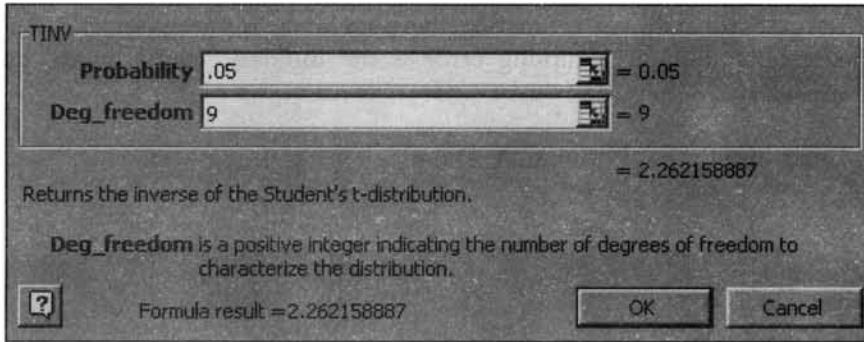 TINV
Probability .05 = 0.05
Deg_freedom 9 = 9
= 2.262158887
Returns the inverse of the Student's t-distribution.
Deg_freedom is a positive integer indicating the number of degrees of freedom to
characterize the distribution.
? Formula result =2.262158887 OK Cancel